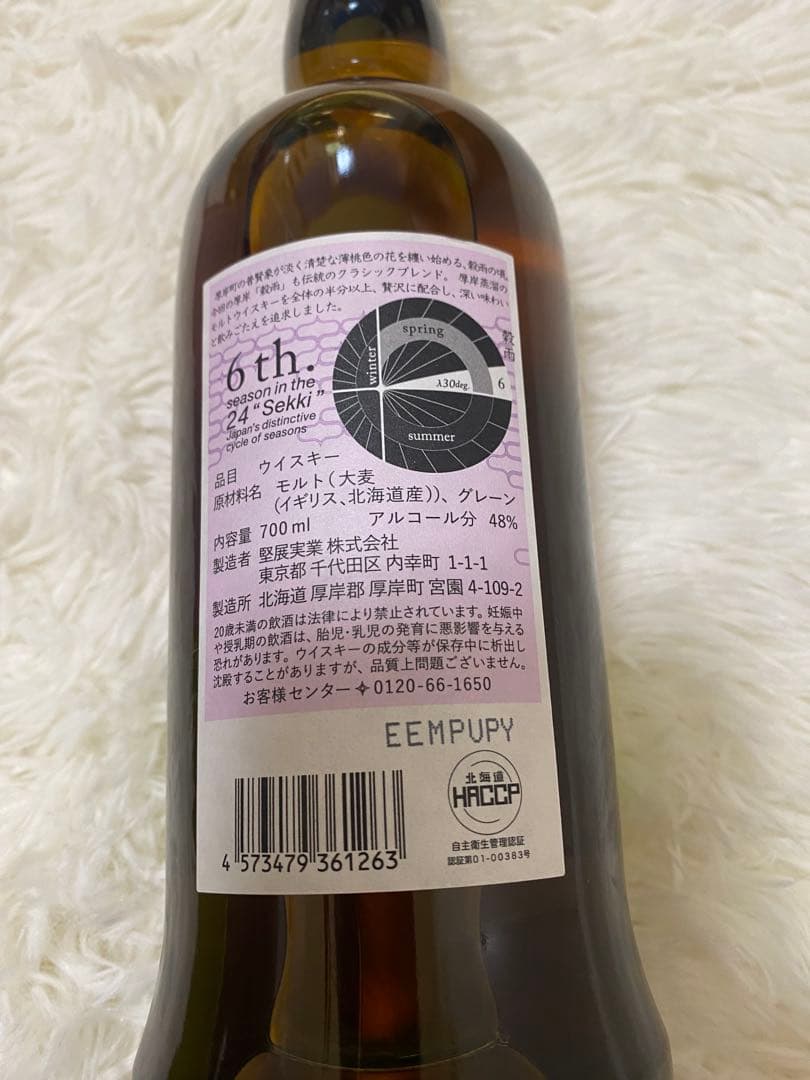 厚岸町の普賢象が淡く清楚な薄桃色の花を纏い始める、穀雨の頃。
今回の厚岸「穀雨」も伝統のクラシックブレンド。厚岸蒸溜の
モルトウイスキーを全体の半分以上、贅沢に配合し、深い味わい
と飲みごたえを追求しました。
6th.
season in the
24 “Sekki”
Japan's distinctive
cycle of seasons
winter
spring
λ30deg.
6
summer
穀雨
品目 ウイスキー
原材料名 モルト(大麦
(イギリス、北海道産))、グレーン
内容量 700ml アルコール分 48%
製造者 堅展実業 株式会社
東京都 千代田区 内幸町 1-1-1
製造所 北海道 厚岸郡 厚岸町 宮園 4-109-2
20歳未満の飲酒は法律により禁止されています。妊娠中
や授乳期の飲酒は、胎児・乳児の発育に悪影響を与える
恐れがあります。ウイスキーの成分等が保存中に析出し
沈殿することがありますが、品質上問題ございません。
お客様センター 0120-66-1650
EEMPUPY
4 573479 361263
北海道
HACCP
自主衛生管理認証
認証第01-00383号